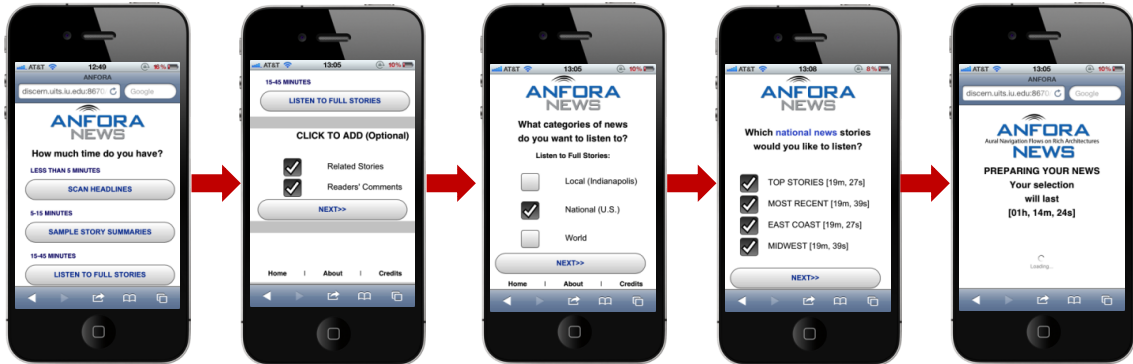 AT&T 12:49 16%
ANFORA
discern.uits.iu.edu:8670 Google
ANFORA
NEWS
How much time do you have?
LESS THAN 5 MINUTES
SCAN HEADLINES
5-15 MINUTES
SAMPLE STORY SUMMARIES
15-45 MINUTES
LISTEN TO FULL STORIES
AT&T 13:05 10%
15-45 MINUTES
LISTEN TO FULL STORIES
CLICK TO ADD (Optional)
Related Stories
Readers' Comments
NEXT>>
Home | About | Credits
AT&T 13:05 10%
ANFORA
NEWS
What categories of news
do you want to listen to?
Listen to Full Stories:
Local (Indianapolis)
National (U.S.)
World
NEXT>>
Home | About | Credits
AT&T 13:08 8%
ANFORA
NEWS
Which national news stories
would you like to listen?
TOP STORIES [19m, 27s]
MOST RECENT [19m, 39s]
EAST COAST [19m, 27s]
MIDWEST [19m, 39s]
NEXT>>
AT&T 13:05 10%
ANFORA
discern.uits.iu.edu:8670 Google
ANFORA
Aural Navigation Flows on Rich Architectures
NEWS
PREPARING YOUR NEWS
Your selection
will last
[01h, 14m, 24s]
Loading...